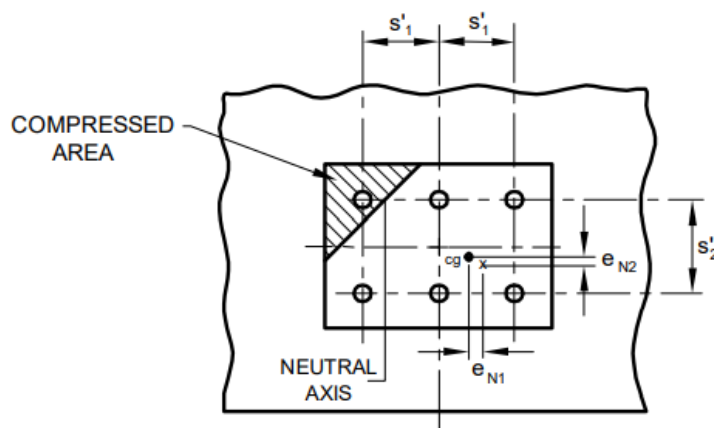 s'₁ s'₁
COMPRESSED
AREA
s'₂
cg x
e N2
NEUTRAL
AXIS
e N1